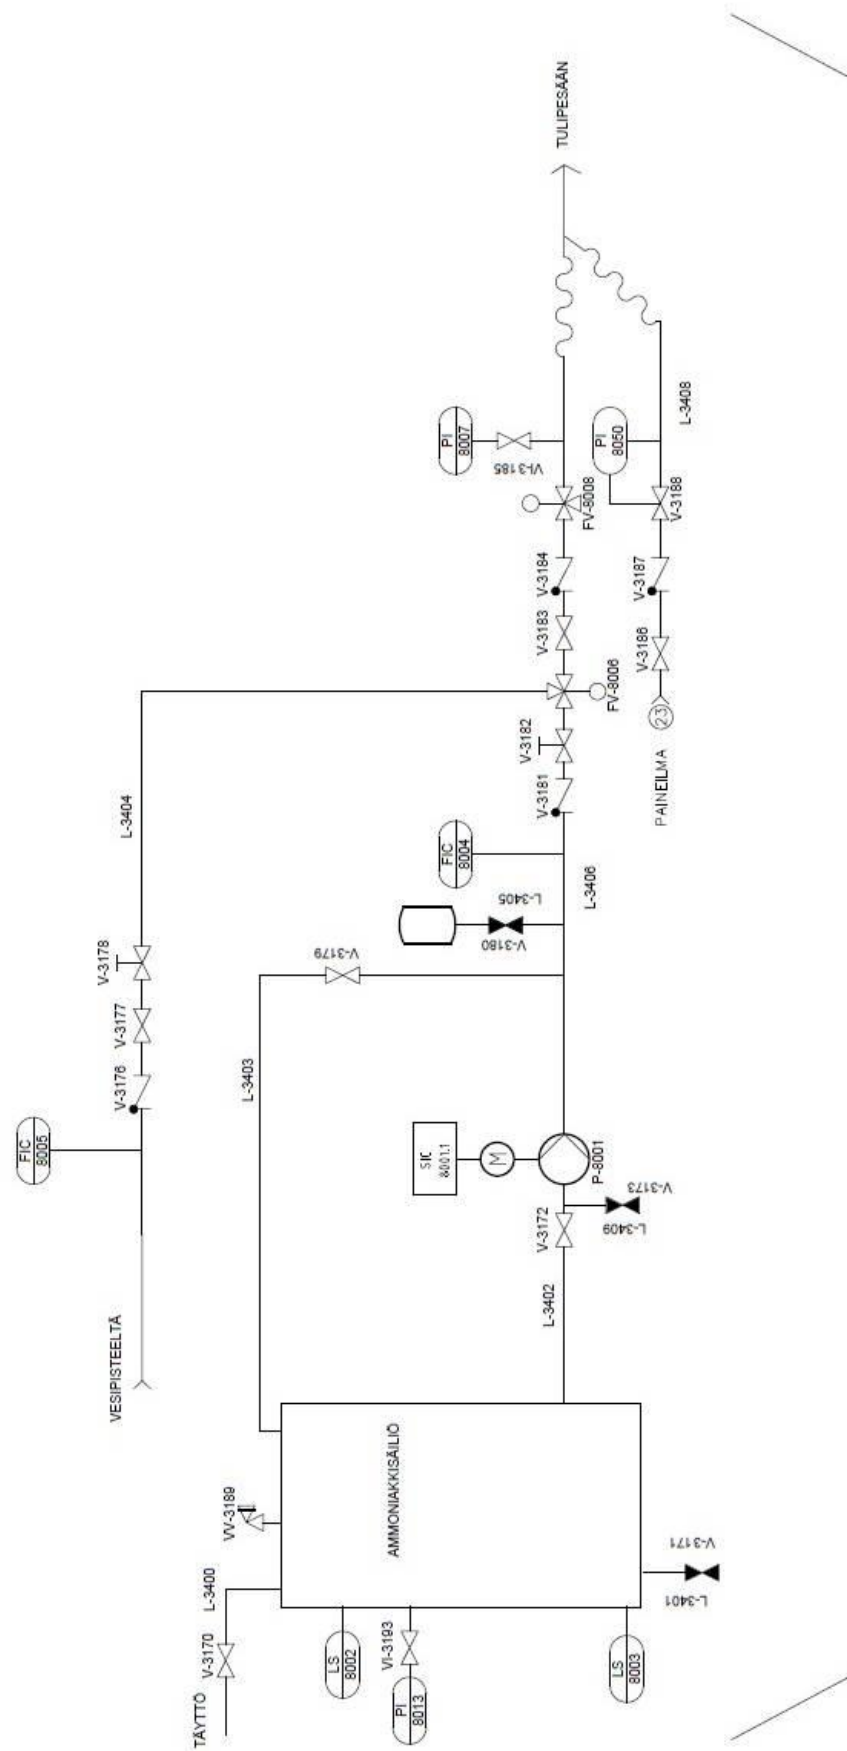 TÄYTTÖ
V-3170
L-3400
VV-3189
LS
8002
VI-3193
PI
8013
LS
8003
AMMONIAKKISÄILIÖ
L-3401
V-3171
VESIPISTEELTÄ
FIC
8005
V-3176
V-3177
V-3178
L-3404
L-3403
V-3179
L-3402
V-3172
L-3409
V-3173
SIC
8001.1
M
P-8001
V-3180
L-3405
FIC
8004
L-3406
V-3181
V-3182
FV-8006
V-3183
V-3184
FV-8008
PI
8007
VI-3185
TULIPESÄÄN
PAINEILMA
23
V-3186
V-3187
V-3188
PI
8050
L-3408